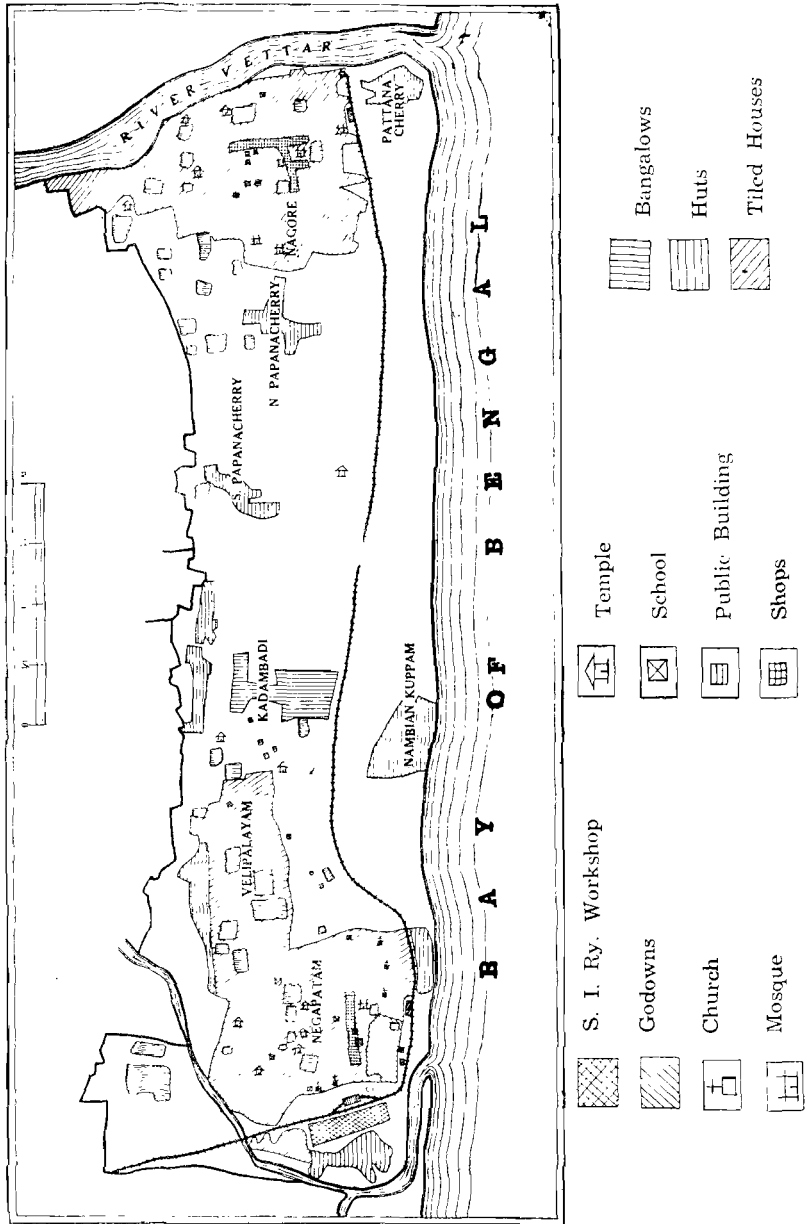 RIVER VETTAR
PATTANA
CHERRY
NAGORE
N PAPANACHERRY
S. PAPANACHERRY
KADAMBADI
NAMBIAN KUPPAM
VELIPALAYAM
NEGAPATAM
BAY OF BENGAL
S. I. Ry. Workshop
Godowns
Church
Mosque
Temple
School
Public Building
Shops
Bangalows
Huts
Tiled Houses